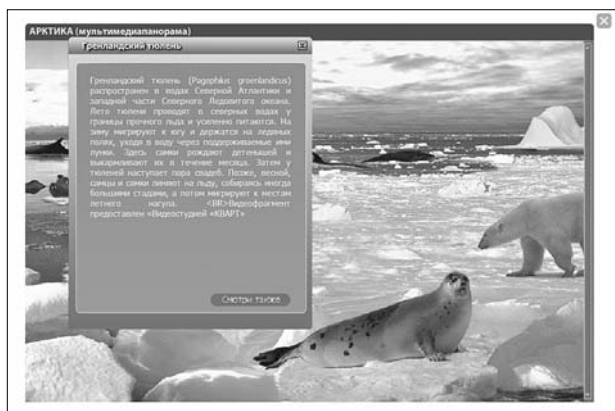 АРКТИКА (мультимедиапанорама)
Гренландский тюлень
Гренландский тюлень (Pagophilus groenlandicus)
распространен в водах Северной Атлантики и
западной части Северного Ледовитого океана.
Лето тюлени проводят в северных водах у
границы прочного льда и усиленно питаются. На
зиму мигрируют к югу и держатся на ледяных
полях, уходя в воду через поддерживаемые ими
лунки. Здесь самки рождают детенышей и
выкармливают их в течение месяца. Затем у
тюленей наступает пора свадеб. Позже, весной,
самцы и самки линяют на льду, собираясь иногда
большими стадами, а потом мигрируют к местам
летнего нагула. <BR>Видеофрагмент
предоставлен «Видеостудией «КВАРТ»
Смотри также